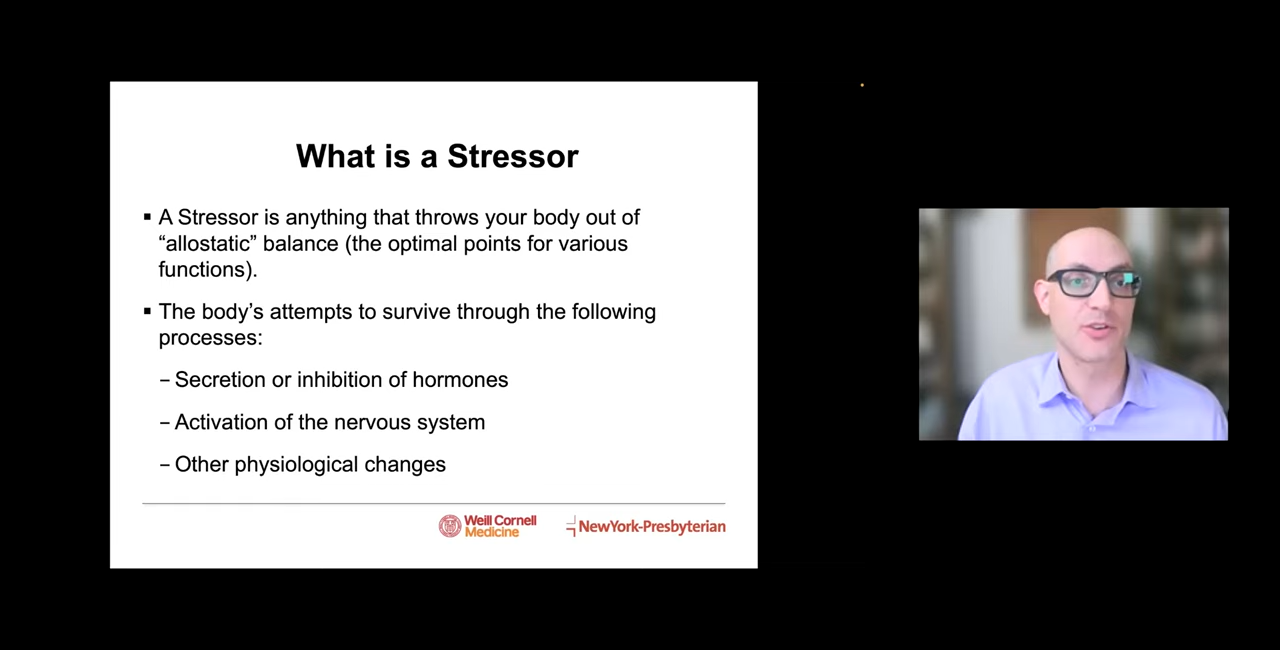 What is a Stressor
▪ A Stressor is anything that throws your body out of
“allostatic” balance (the optimal points for various
functions).
▪ The body’s attempts to survive through the following
processes:
– Secretion or inhibition of hormones
– Activation of the nervous system
– Other physiological changes
Weill Cornell
Medicine
NewYork-Presbyterian